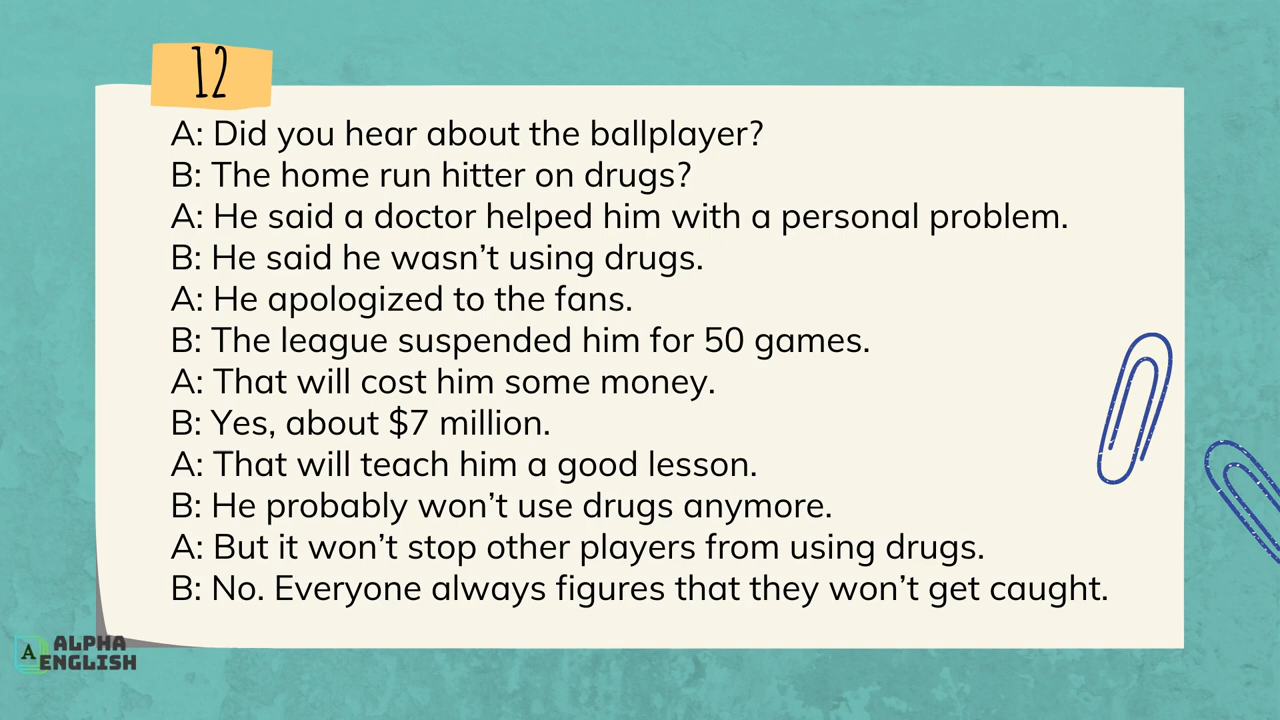 12
A: Did you hear about the ballplayer?
B: The home run hitter on drugs?
A: He said a doctor helped him with a personal problem.
B: He said he wasn’t using drugs.
A: He apologized to the fans.
B: The league suspended him for 50 games.
A: That will cost him some money.
B: Yes, about $7 million.
A: That will teach him a good lesson.
B: He probably won’t use drugs anymore.
A: But it won’t stop other players from using drugs.
B: No. Everyone always figures that they won’t get caught.
A ALPHA
ENGLISH